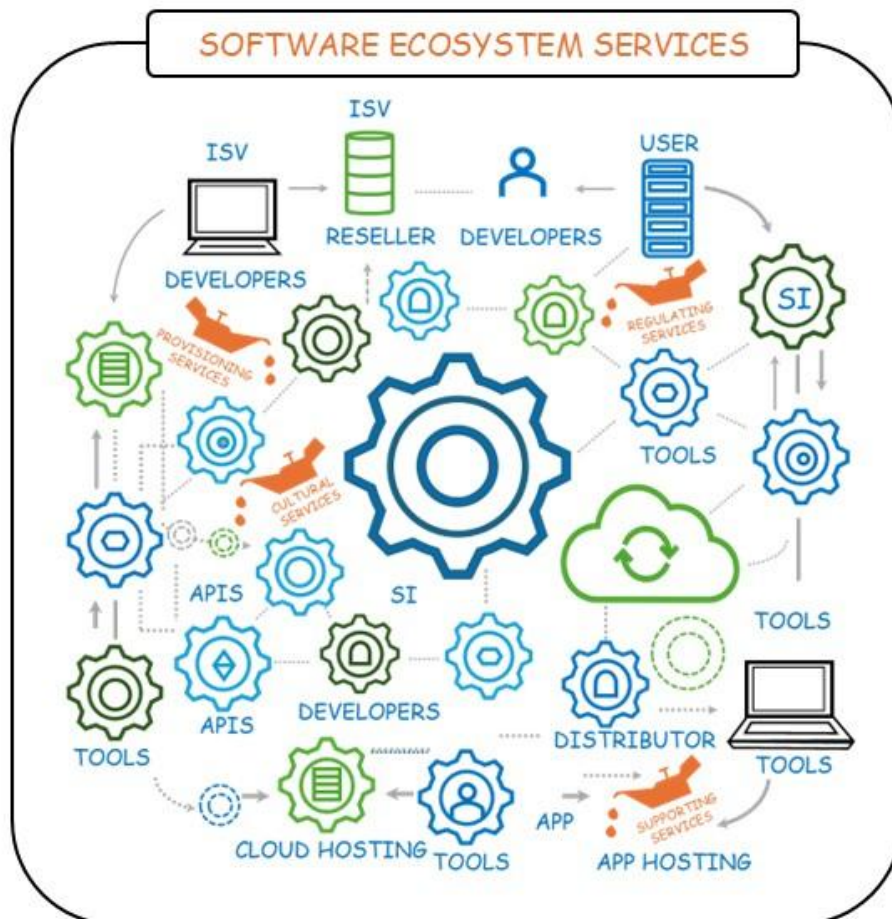 SOFTWARE ECOSYSTEM SERVICES
ISV
ISV
USER
RESELLER
DEVELOPERS
DEVELOPERS
SI
PROVISIONING
SERVICES
REGULATING
SERVICES
TOOLS
CULTURAL
SERVICES
APIS
SI
TOOLS
APIS
DEVELOPERS
TOOLS
DISTRIBUTOR
TOOLS
APP
SUPPORTING
SERVICES
CLOUD HOSTING
TOOLS
APP HOSTING